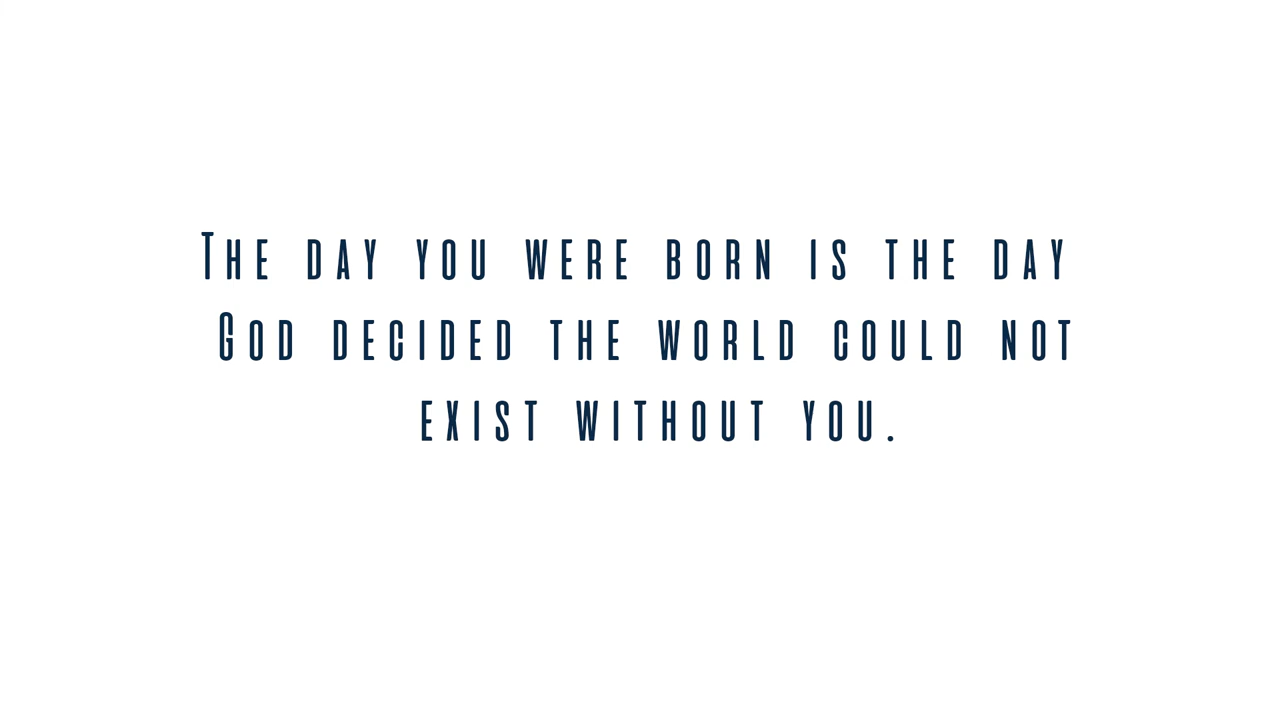 The day you were born is the day
God decided the world could not
exist without you.